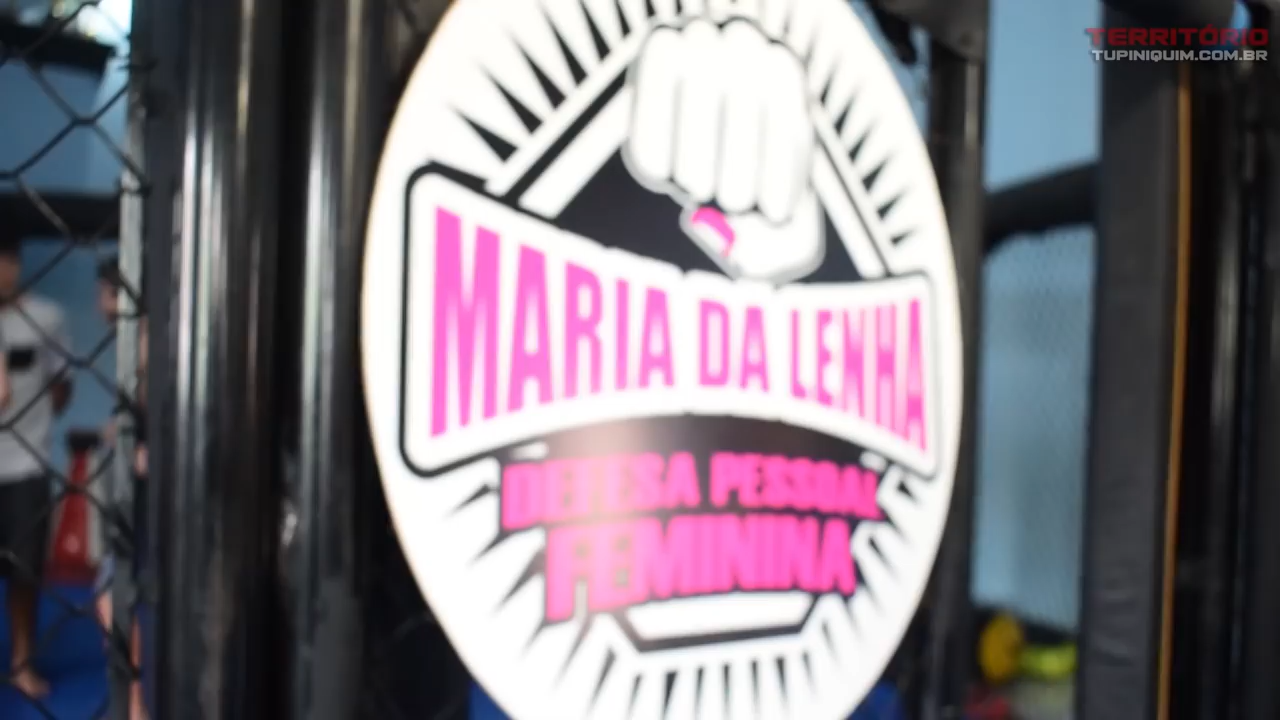 TERRITÓRIO
TUPINIQUIM.COM.BR
MARIA DA LENHA
DEFESA PESSOAL
FEMININA